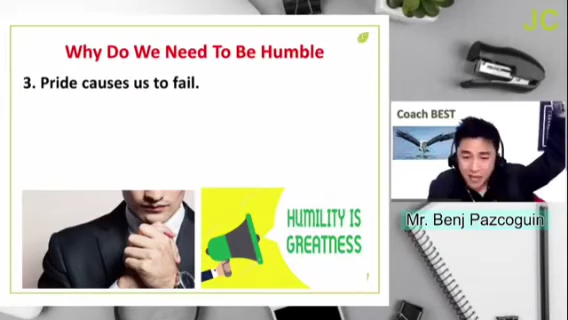 JC
Why Do We Need To Be Humble
3. Pride causes us to fail.
Coach BEST
Mr. Benj Pazcoguin
HUMILITY IS
GREATNESS